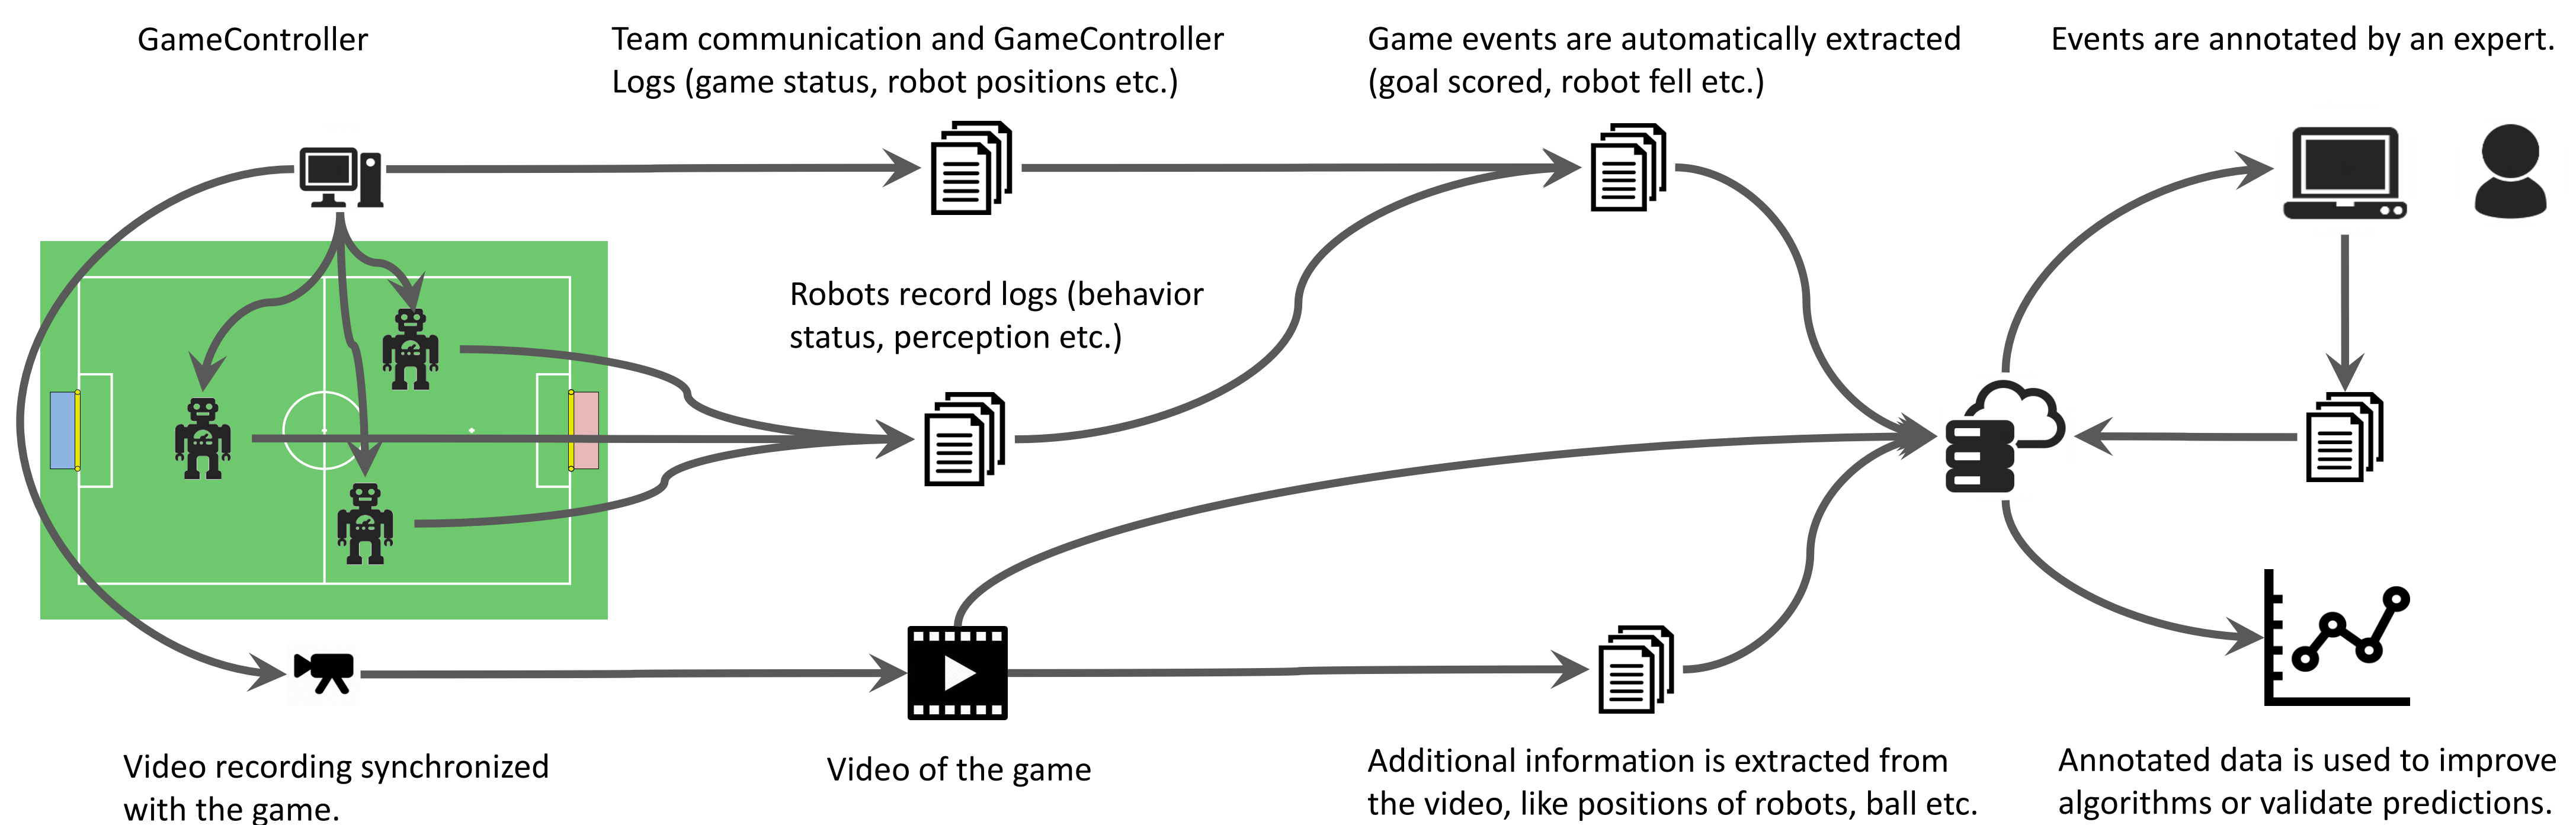 GameController
Team communication and GameController
Logs (game status, robot positions etc.)
Game events are automatically extracted
(goal scored, robot fell etc.)
Events are annotated by an expert.
Robots record logs (behavior
status, perception etc.)
Video recording synchronized
with the game.
Video of the game
Additional information is extracted from
the video, like positions of robots, ball etc.
Annotated data is used to improve
algorithms or validate predictions.